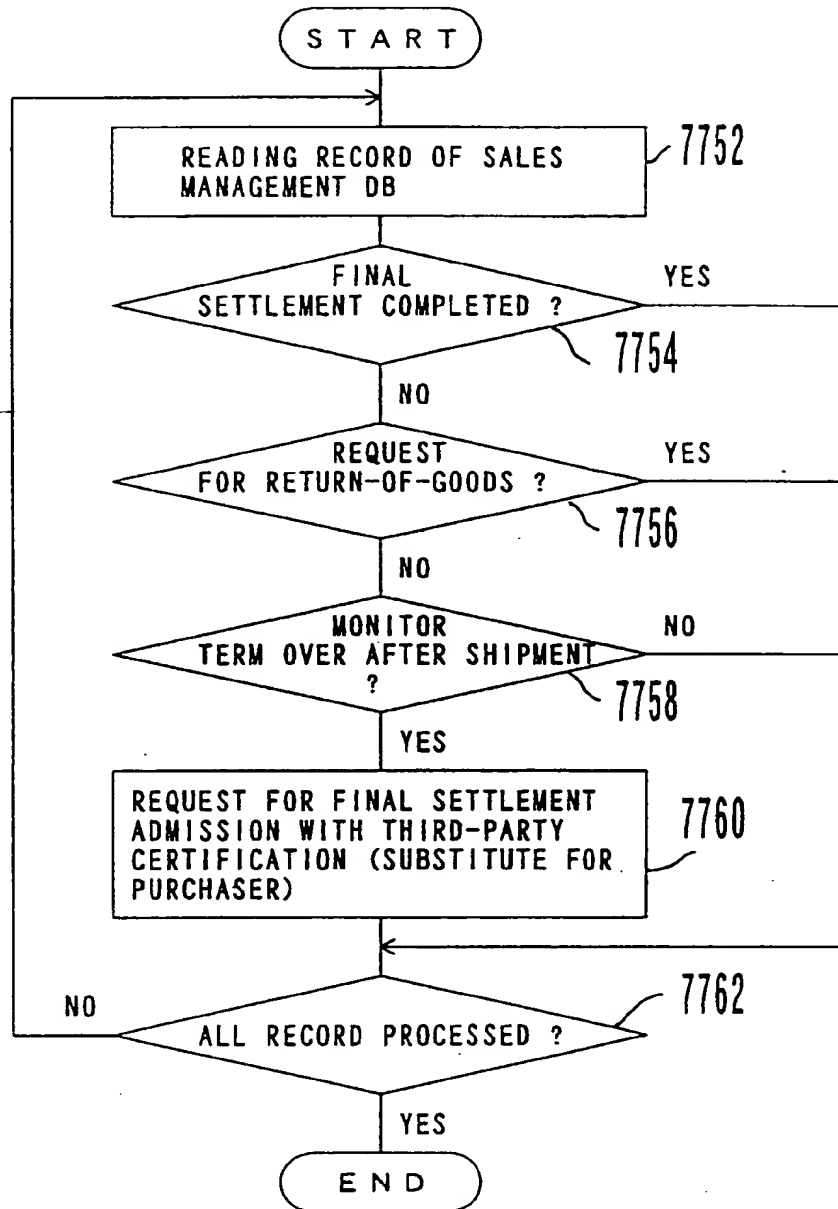 START
READING RECORD OF SALES
MANAGEMENT DB
7752
FINAL
SETTLEMENT COMPLETED ?
YES
7754
NO
REQUEST
FOR RETURN-OF-GOODS ?
YES
7756
NO
MONITOR
TERM OVER AFTER SHIPMENT
?
NO
7758
YES
REQUEST FOR FINAL SETTLEMENT
ADMISSION WITH THIRD-PARTY
CERTIFICATION (SUBSTITUTE FOR
PURCHASER)
7760
NO
7762
ALL RECORD PROCESSED ?
YES
END